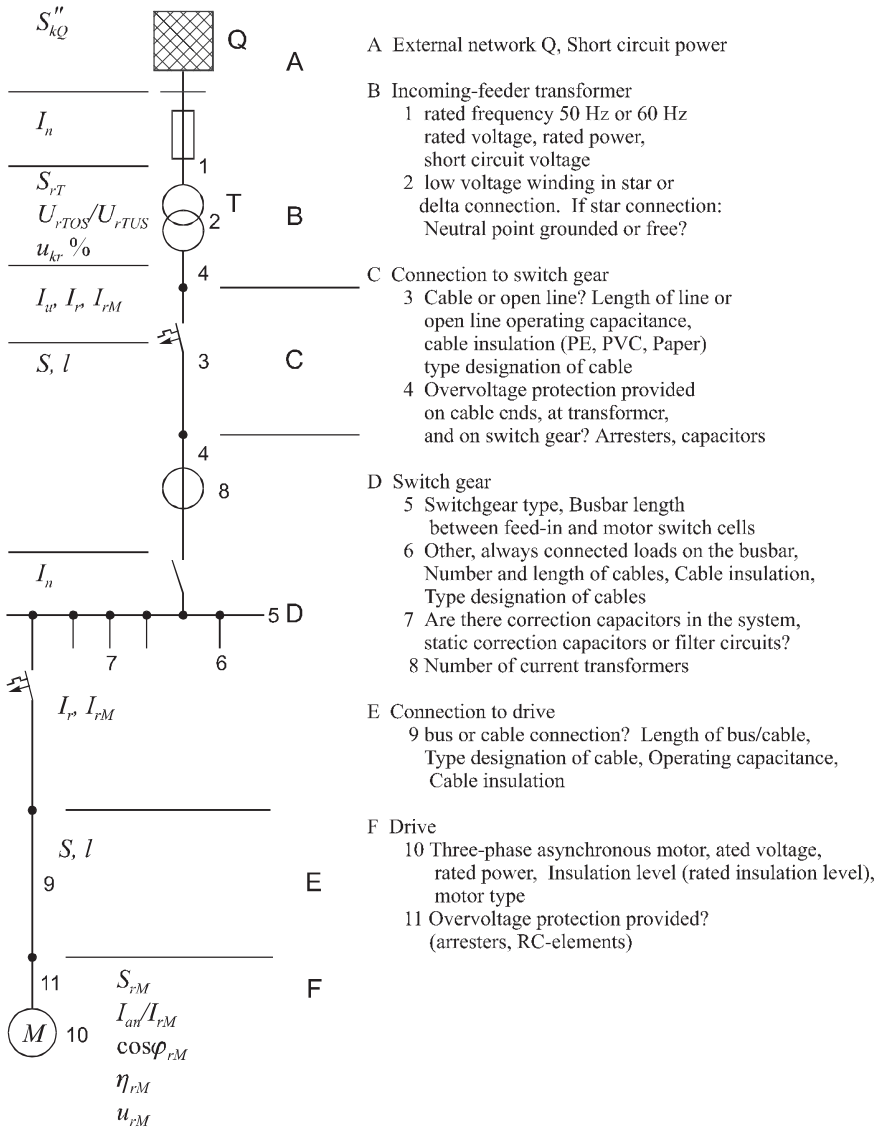 S″kQ
Q
A
In
1
SrT
UrTOS/UrTUS
ukr %
T
2
B
4
Iu, Ir, IrM
S, l
3
C
4
8
In
5 D
7
6
Ir, IrM
S, l
9
E
11
SrM
F
M 10
Ian/IrM
cosφrM
ηrM
urM
A External network Q, Short circuit power
B Incoming-feeder transformer
1 rated frequency 50 Hz or 60 Hz
rated voltage, rated power,
short circuit voltage
2 low voltage winding in star or
delta connection. If star connection:
Neutral point grounded or free?
C Connection to switch gear
3 Cable or open line? Length of line or
open line operating capacitance,
cable insulation (PE, PVC, Paper)
type designation of cable
4 Overvoltage protection provided
on cable ends, at transformer,
and on switch gear? Arresters, capacitors
D Switch gear
5 Switchgear type, Busbar length
between feed-in and motor switch cells
6 Other, always connected loads on the busbar,
Number and length of cables, Cable insulation,
Type designation of cables
7 Are there correction capacitors in the system,
static correction capacitors or filter circuits?
8 Number of current transformers
E Connection to drive
9 bus or cable connection? Length of bus/cable,
Type designation of cable, Operating capacitance,
Cable insulation
F Drive
10 Three-phase asynchronous motor, ated voltage,
rated power, Insulation level (rated insulation level),
motor type
11 Overvoltage protection provided?
(arresters, RC-elements)